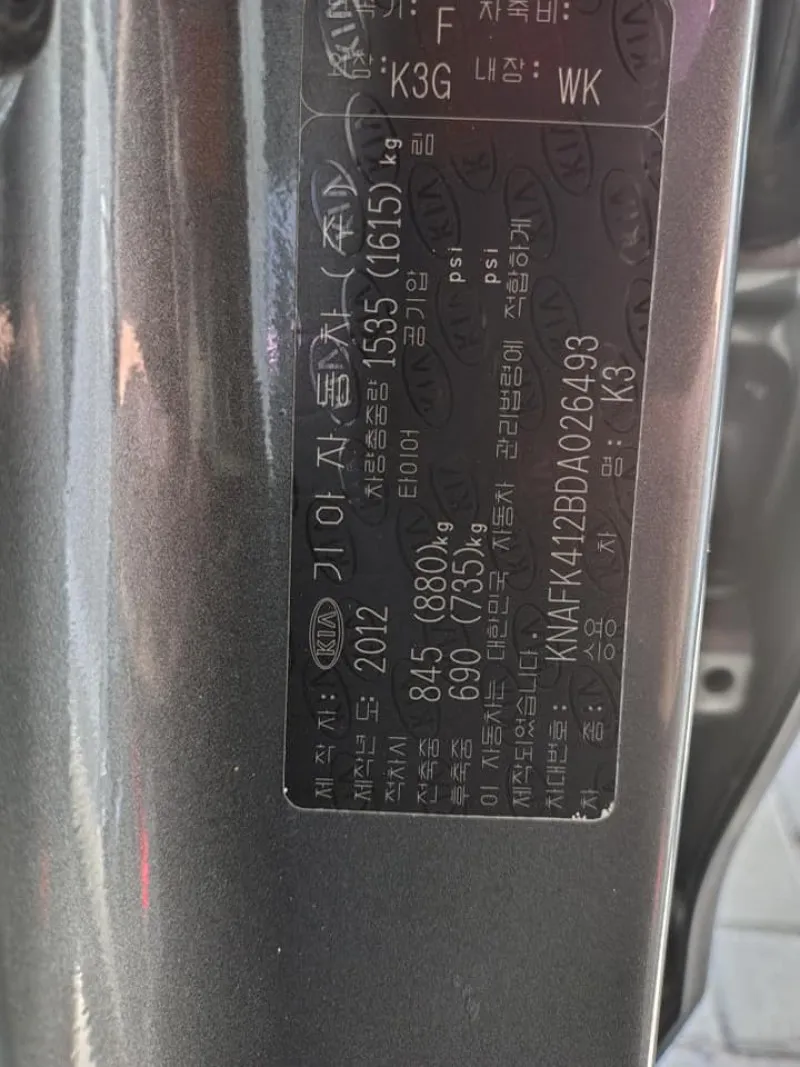 F 차축비:
K3G 내장: WK
제 작 자: KIA 기아자동차 (주)
제작년 도: 2012 차량총중량 1535 (1615) kg
적차시 타이어 공기압 림
전축중 845 (880)kg psi
후축중 690 (735)kg psi
이 자동차는 대한민국 자동차 관리법령에 적합하게
제작되었습니다.
차대번호: KNAFK412BDA026493
차 종: 승용 차 명: K3